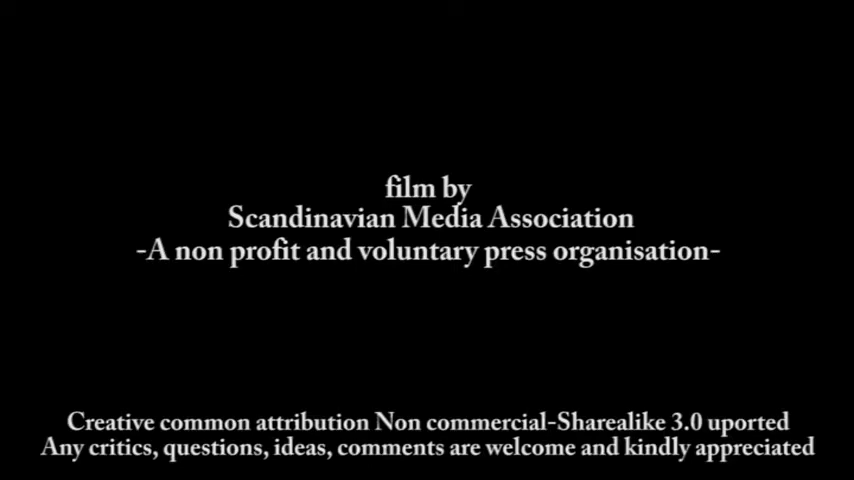 film by
Scandinavian Media Association
-A non profit and voluntary press organisation-
Creative common attribution Non commercial-Sharealike 3.0 uported
Any critics, questions, ideas, comments are welcome and kindly appreciated